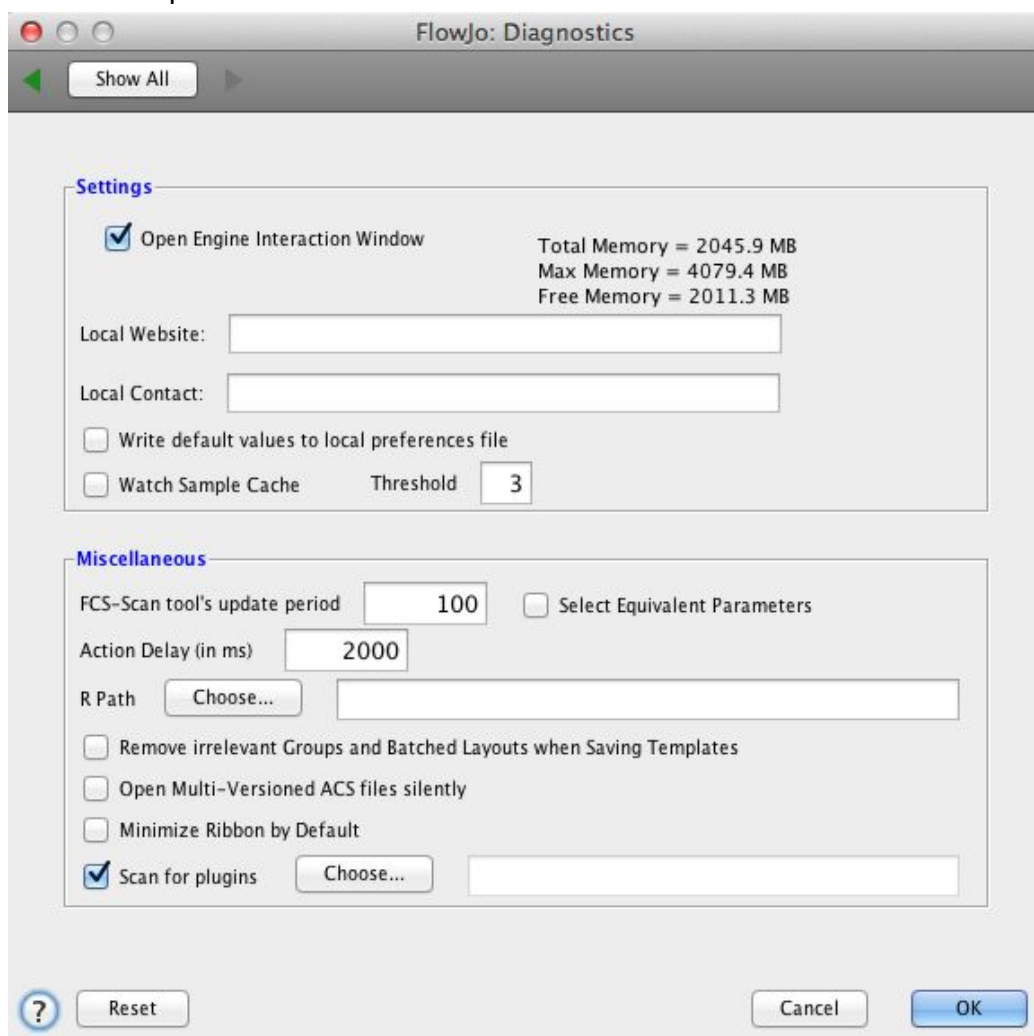 FlowJo: Diagnostics
Show All
Settings
Open Engine Interaction Window
Total Memory = 2045.9 MB
Max Memory = 4079.4 MB
Free Memory = 2011.3 MB
Local Website:
Local Contact:
Write default values to local preferences file
Watch Sample Cache Threshold 3
Miscellaneous
FCS-Scan tool's update period 100 Select Equivalent Parameters
Action Delay (in ms) 2000
R Path Choose...
Remove irrelevant Groups and Batched Layouts when Saving Templates
Open Multi-Versioned ACS files silently
Minimize Ribbon by Default
Scan for plugins Choose...
? Reset Cancel OK